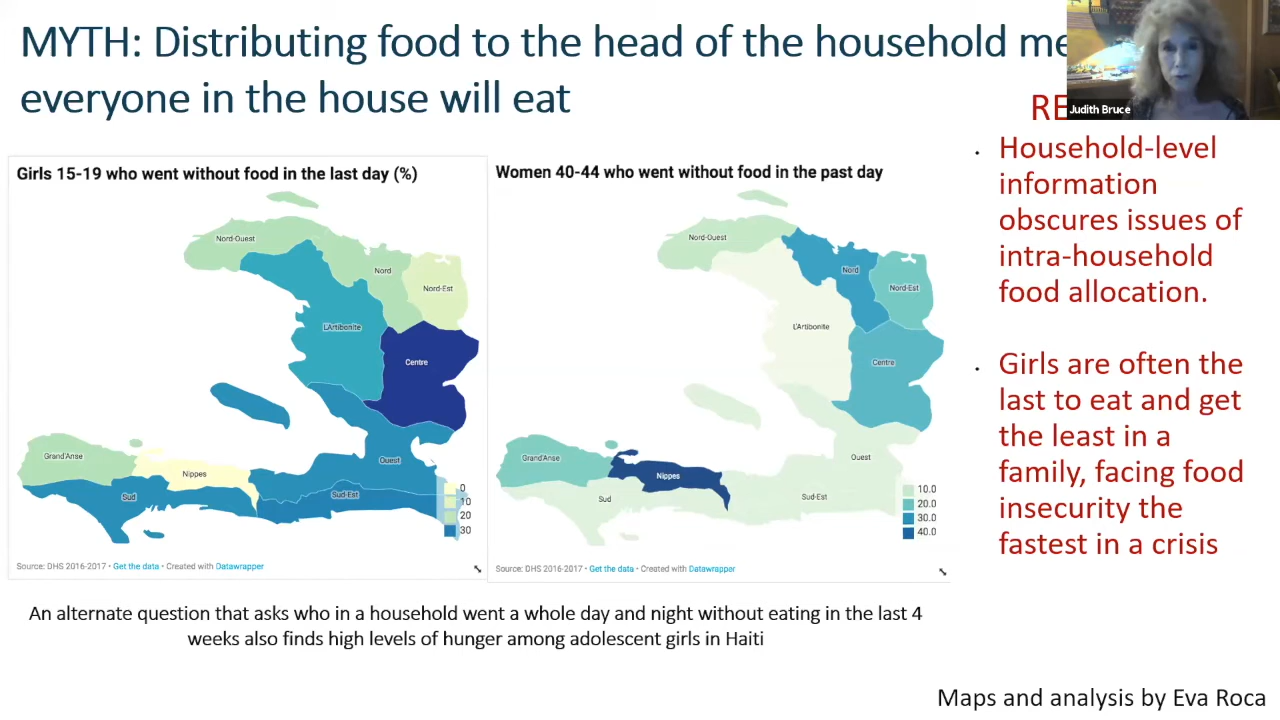 MYTH: Distributing food to the head of the household
everyone in the house will eat
Judith Bruce
Girls 15-19 who went without food in the last day (%)
Nord-Ouest
Nord
Nord-Est
L'Artibonite
Centre
Ouest
Grand'Anse
Nippes
Sud
Sud-Est
0
10
20
30
Source: DHS 2016-2017 · Get the data · Created with Datawrapper
Women 40-44 who went without food in the past day
Nord-Ouest
Nord
Nord-Est
L'Artibonite
Centre
Ouest
Grand'Anse
Nippes
Sud
Sud-Est
10.0
20.0
30.0
40.0
Source: DHS 2016-2017 · Get the data · Created with Datawrapper
· Household-level
information
obscures issues of
intra-household
food allocation.
· Girls are often the
last to eat and get
the least in a
family, facing food
insecurity the
fastest in a crisis
An alternate question that asks who in a household went a whole day and night without eating in the last 4
weeks also finds high levels of hunger among adolescent girls in Haiti
Maps and analysis by Eva Roca